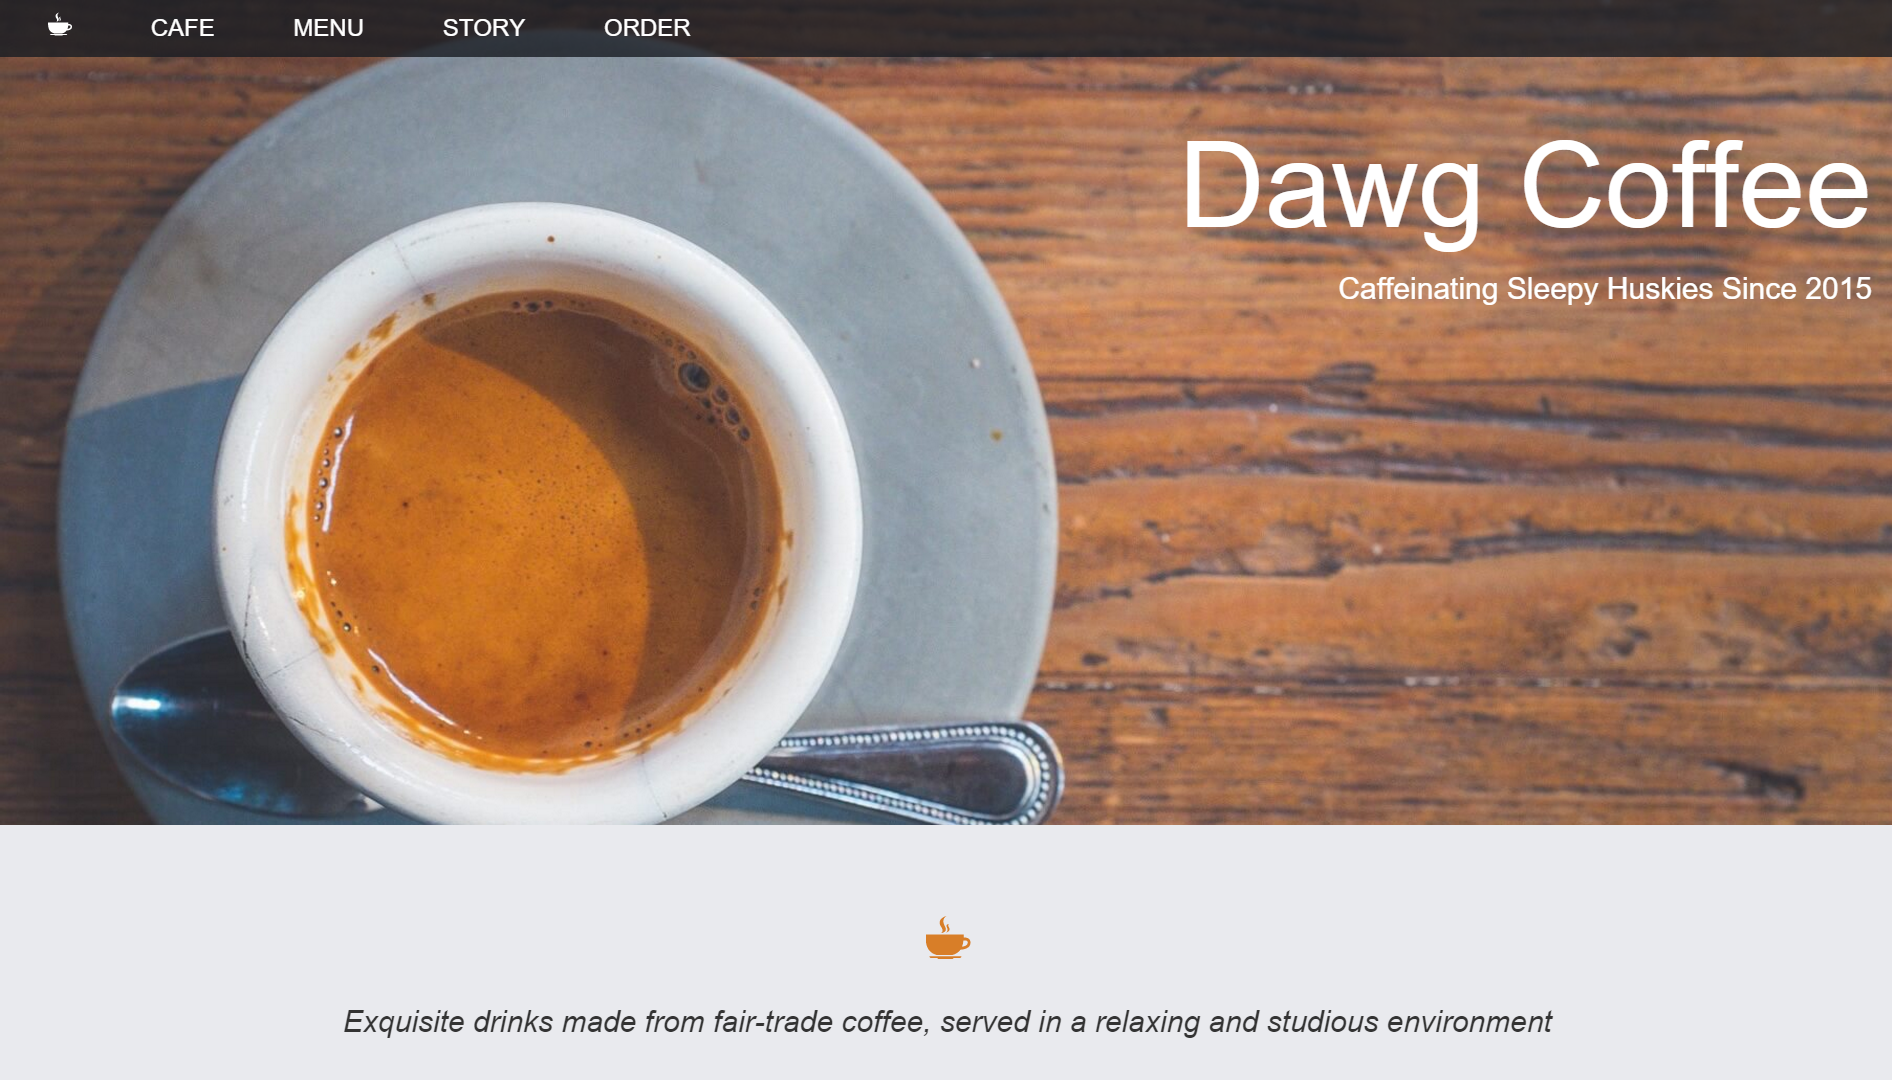 CAFE MENU STORY ORDER
Dawg Coffee
Caffeinating Sleepy Huskies Since 2015
Exquisite drinks made from fair-trade coffee, served in a relaxing and studious environment